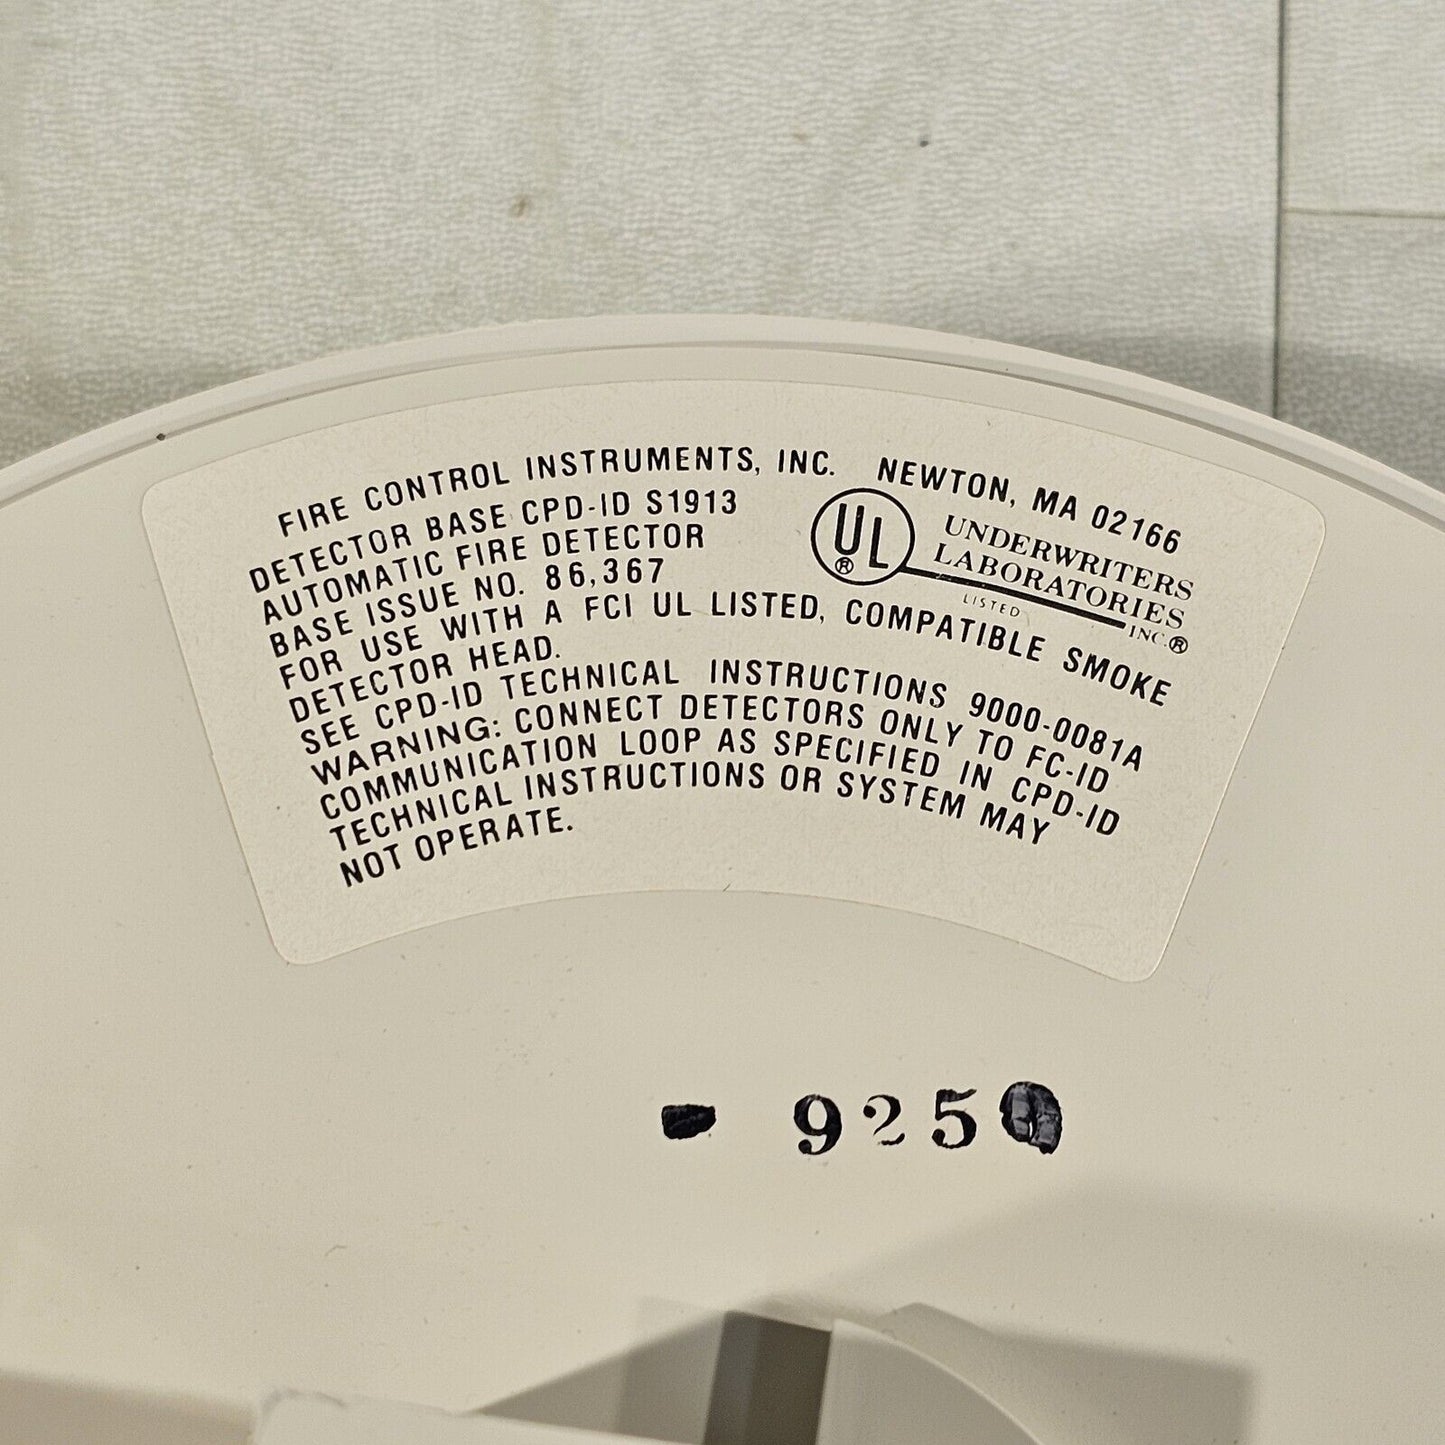 FIRE CONTROL INSTRUMENTS, INC. NEWTON, MA 02166
DETECTOR BASE CPD-ID S1913
AUTOMATIC FIRE DETECTOR
BASE ISSUE NO. 86,367
UL®
UNDERWRITERS
LABORATORIES
LISTED
INC.®
FOR USE WITH A FCI UL LISTED, COMPATIBLE SMOKE
DETECTOR HEAD.
SEE CPD-ID TECHNICAL INSTRUCTIONS 9000-0081A
WARNING: CONNECT DETECTORS ONLY TO FC-ID
COMMUNICATION LOOP AS SPECIFIED IN CPD-ID
TECHNICAL INSTRUCTIONS OR SYSTEM MAY
NOT OPERATE.
925